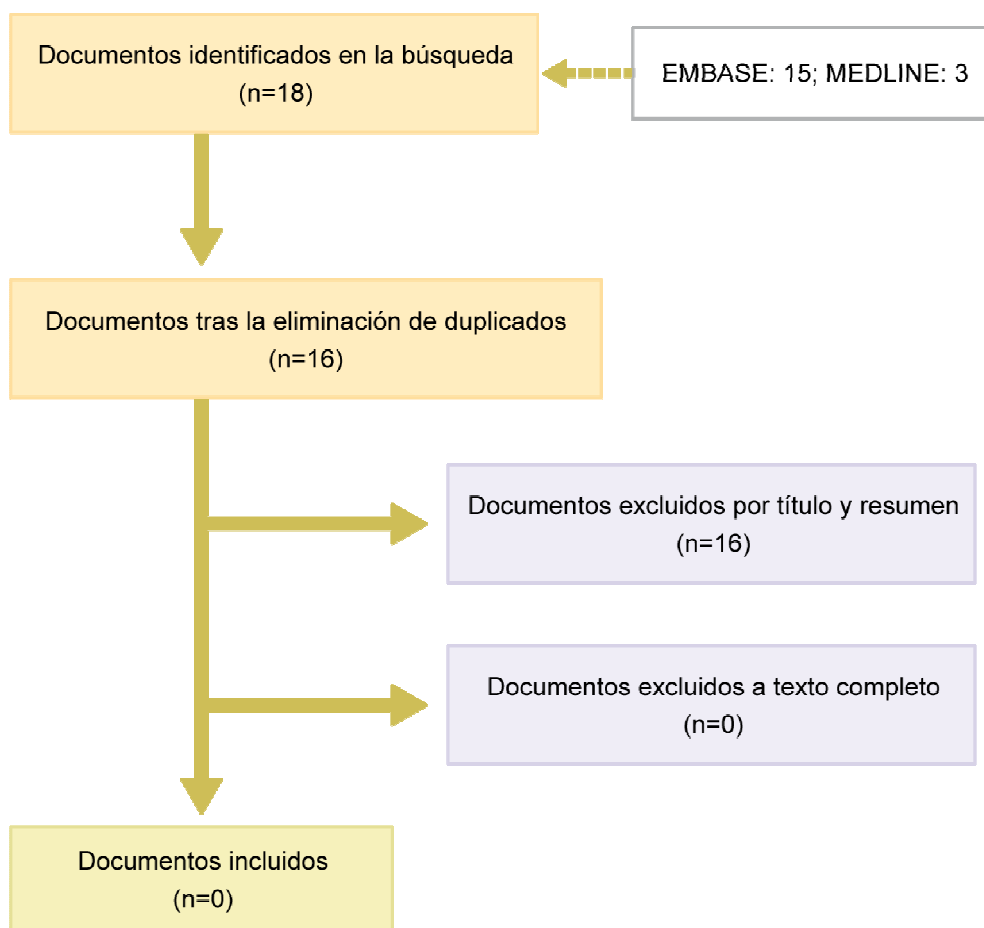 Documentos identificados en la búsqueda
(n=18)
EMBASE: 15; MEDLINE: 3
Documentos tras la eliminación de duplicados
(n=16)
Documentos excluidos por título y resumen
(n=16)
Documentos excluidos a texto completo
(n=0)
Documentos incluidos
(n=0)